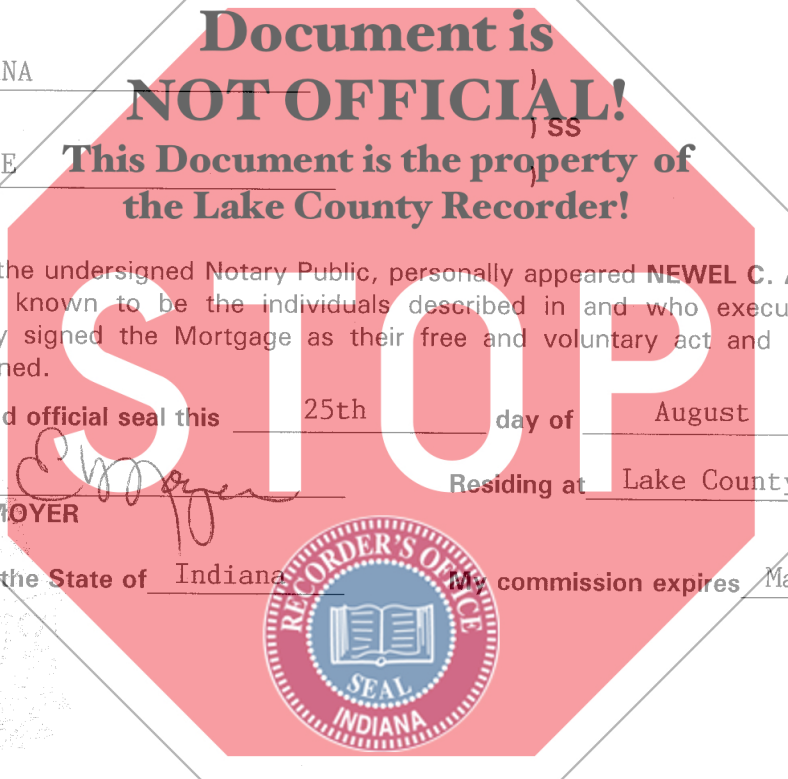 Document is
NOT OFFICIAL!
This Document is the property of
the Lake County Recorder!
NA )
) SS
E )
the undersigned Notary Public, personally appeared NEWEL C. A
known to be the individuals described in and who execu
y signed the Mortgage as their free and voluntary act and
ned.
d official seal this 25th day of August
STOP
E Moyer
Residing at Lake County
MOYER
the State of Indiana My commission expires Ma
RECORDER'S OFFICE
SEAL
INDIANA